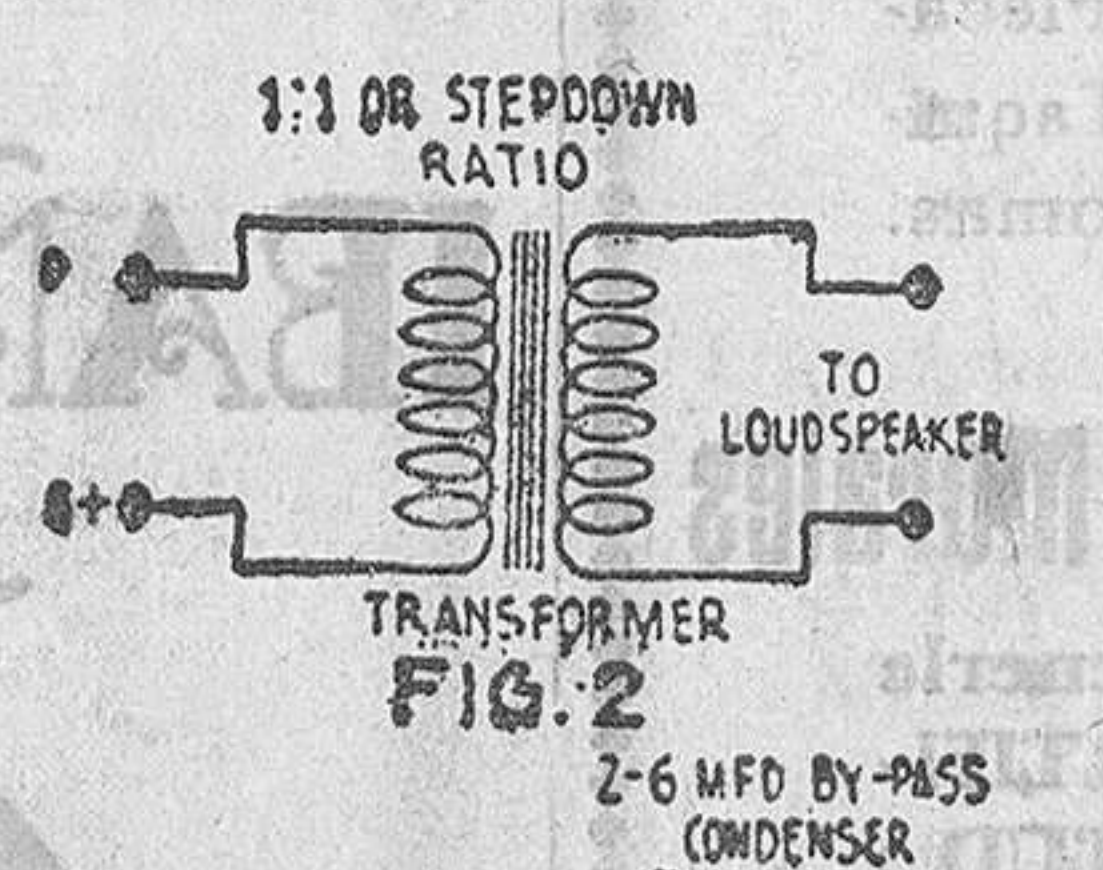 1:1 OR STEPDOWN
RATIO
+
TO
LOUDSPEAKER
TRANSFORMER
FIG. 2
2-6 MFD BY-PASS
CONDENSER